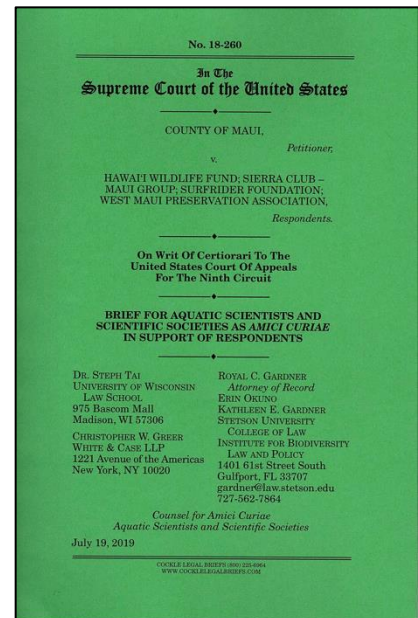 No. 18-260
In The
Supreme Court of the United States
COUNTY OF MAUI,
Petitioner,
v.
HAWAI'I WILDLIFE FUND; SIERRA CLUB –
MAUI GROUP; SURFRIDER FOUNDATION;
WEST MAUI PRESERVATION ASSOCIATION,
Respondents.
On Writ Of Certiorari To The
United States Court Of Appeals
For The Ninth Circuit
BRIEF FOR AQUATIC SCIENTISTS AND
SCIENTIFIC SOCIETIES AS AMICI CURIAE
IN SUPPORT OF RESPONDENTS
DR. STEPH TAI
UNIVERSITY OF WISCONSIN
LAW SCHOOL
975 Bascom Mall
Madison, WI 57306
CHRISTOPHER W. GREER
WHITE & CASE LLP
1221 Avenue of the Americas
New York, NY 10020
ROYAL C. GARDNER
Attorney of Record
ERIN OKUNO
KATHLEEN E. GARDNER
STETSON UNIVERSITY
COLLEGE OF LAW
INSTITUTE FOR BIODIVERSITY
LAW AND POLICY
1401 61st Street South
Gulfport, FL 33707
gardner@law.stetson.edu
727-562-7864
Counsel for Amici Curiae
Aquatic Scientists and Scientific Societies
July 19, 2019
COCKLE LEGAL BRIEFS (800) 225-6964
WWW.COCKLELEGALBRIEFS.COM